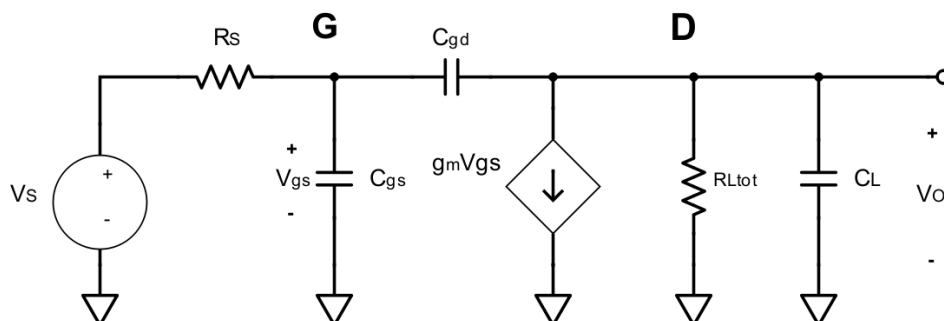 G
D
RS
Cgd
VS
+
-
+
Vgs
-
Cgs
gmVgs
RLtot
CL
+
VO
-